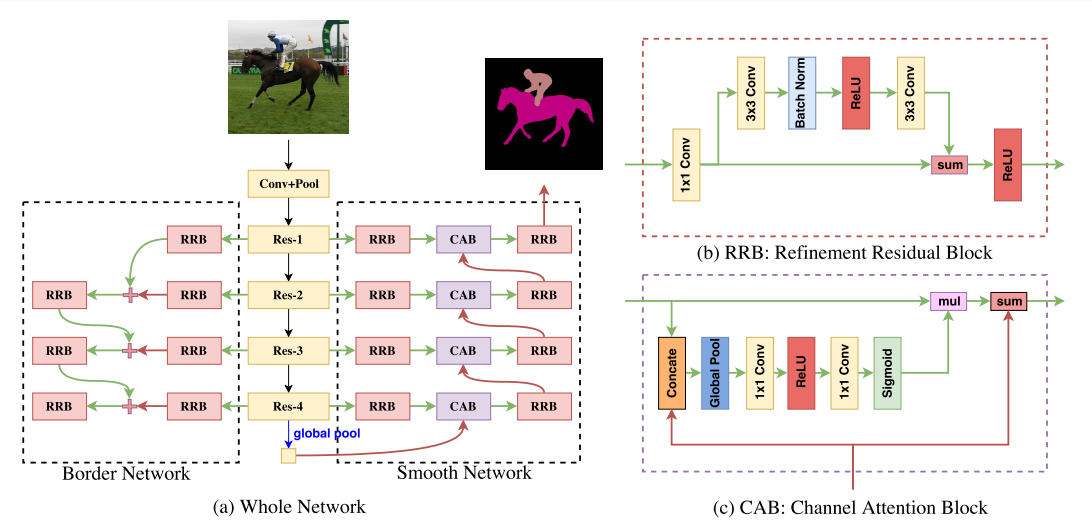 Conv+Pool
RRB
Res-1
RRB
CAB
RRB
RRB
RRB
Res-2
RRB
CAB
RRB
RRB
RRB
Res-3
RRB
CAB
RRB
RRB
RRB
Res-4
RRB
CAB
RRB
global pool
Border Network
Smooth Network
(a) Whole Network
1x1 Conv
3x3 Conv
Batch Norm
ReLU
3x3 Conv
sum
ReLU
(b) RRB: Refinement Residual Block
mul
sum
Concate
Global Pool
1x1 Conv
ReLU
1x1 Conv
Sigmoid
(c) CAB: Channel Attention Block